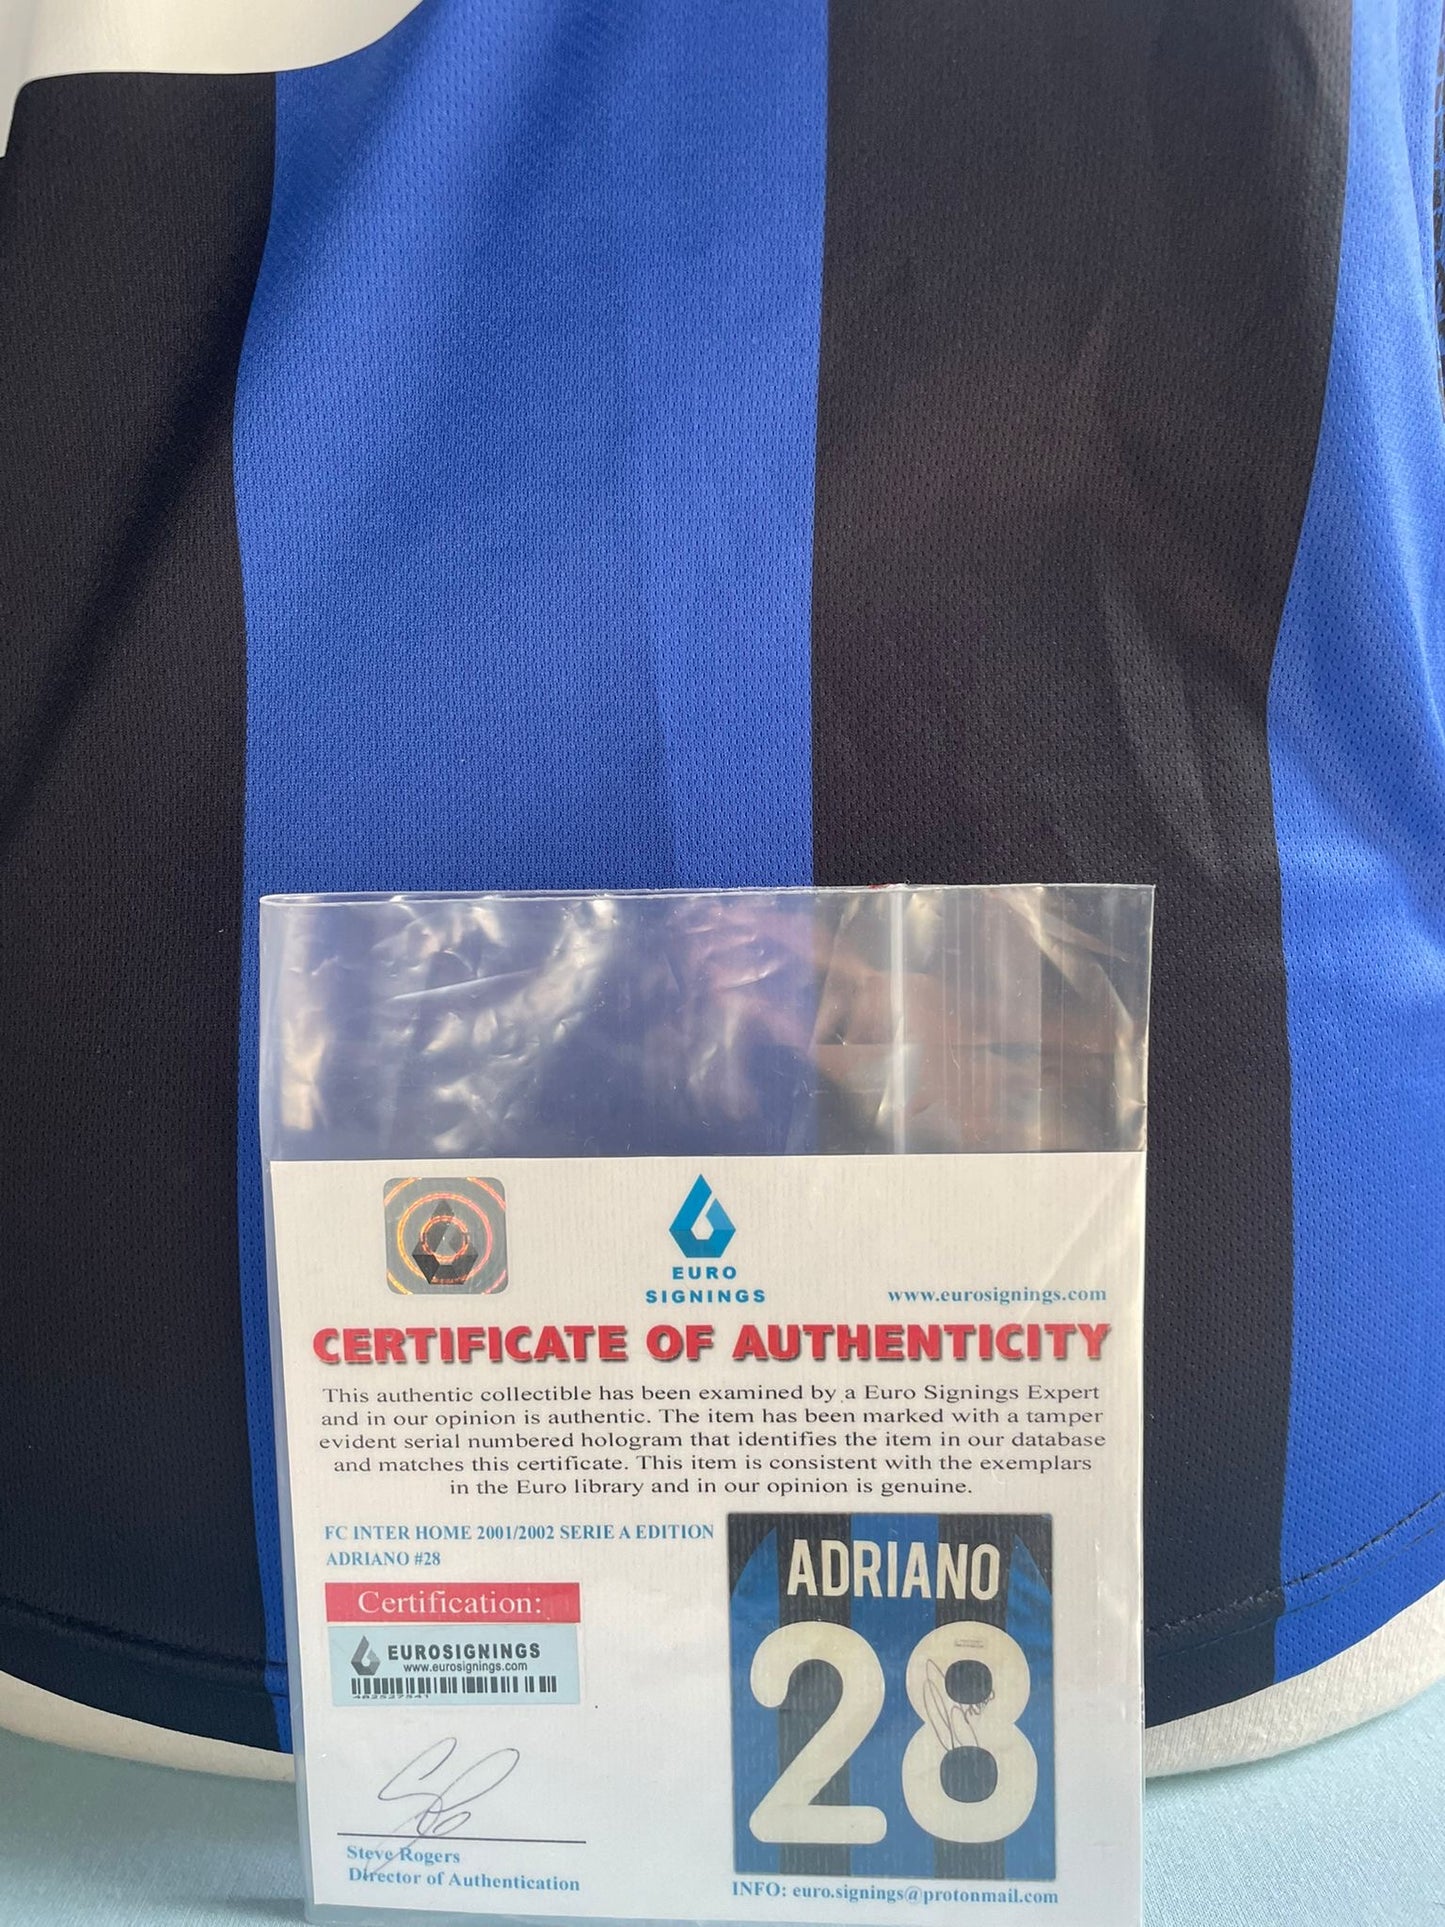 EURO
SIGNINGS
www.eurosignings.com
CERTIFICATE OF AUTHENTICITY
This authentic collectible has been examined by a Euro Signings Expert
and in our opinion is authentic. The item has been marked with a tamper
evident serial numbered hologram that identifies the item in our database
and matches this certificate. This item is consistent with the exemplars
in the Euro library and in our opinion is genuine.
FC INTER HOME 2001/2002 SERIE A EDITION
ADRIANO #28
Certification:
EUROSIGNINGS
www.eurosignings.com
482527541
Steve Rogers
Director of Authentication
ADRIANO
28
INFO: euro.signings@protonmail.com